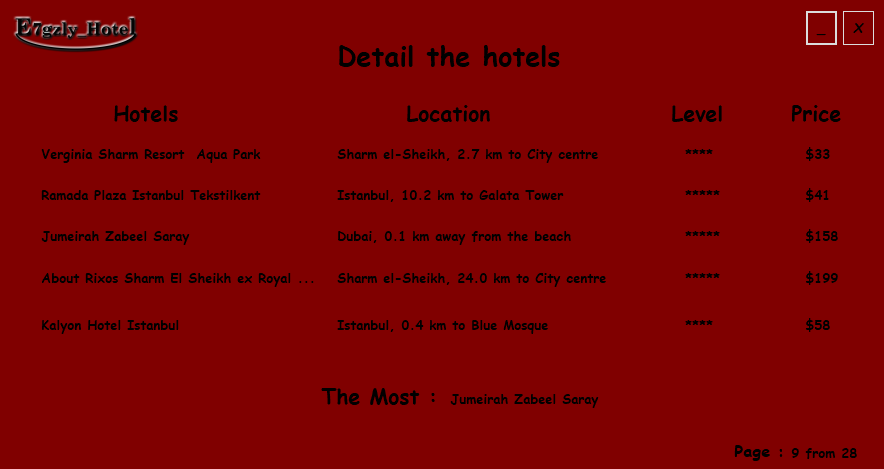 E7gzly_Hotel
_ X
Detail the hotels
Hotels Location Level Price
Verginia Sharm Resort Aqua Park Sharm el-Sheikh, 2.7 km to City centre **** $33
Ramada Plaza Istanbul Tekstilkent Istanbul, 10.2 km to Galata Tower ***** $41
Jumeirah Zabeel Saray Dubai, 0.1 km away from the beach ***** $158
About Rixos Sharm El Sheikh ex Royal ... Sharm el-Sheikh, 24.0 km to City centre ***** $199
Kalyon Hotel Istanbul Istanbul, 0.4 km to Blue Mosque **** $58
The Most : Jumeirah Zabeel Saray
Page : 9 from 28